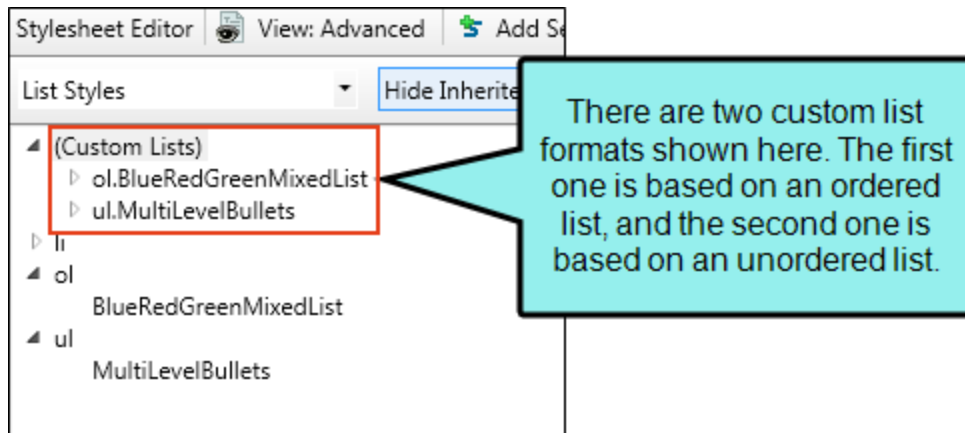 Stylesheet Editor View: Advanced Add
List Styles Hide
There are two custom list
formats shown here. The first
one is based on an ordered
list, and the second one is
based on an unordered list.
(Custom Lists)
ol.BlueRedGreenMixedList
ul.MultiLevelBullets
li
ol
BlueRedGreenMixedList
ul
MultiLevelBullets